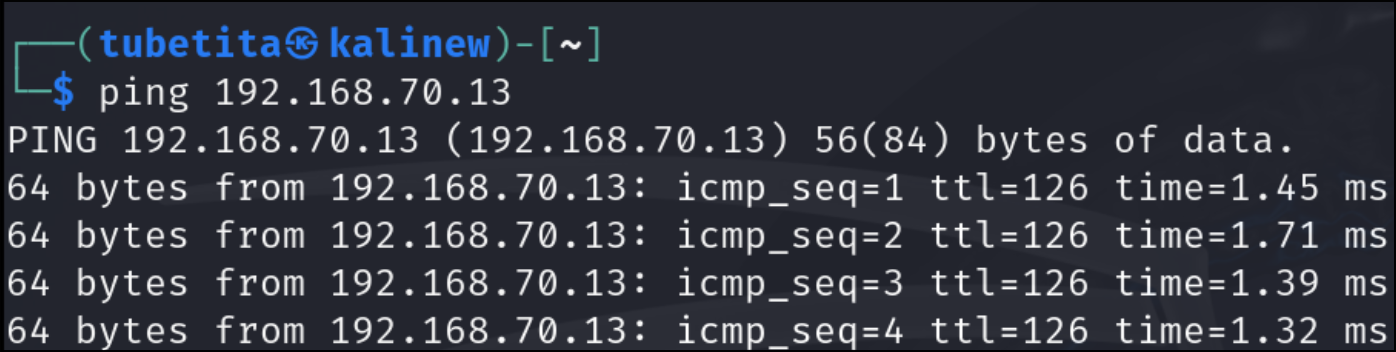 ┌──(tubetita㉿kalinew)-[~]
└─$ ping 192.168.70.13
PING 192.168.70.13 (192.168.70.13) 56(84) bytes of data.
64 bytes from 192.168.70.13: icmp_seq=1 ttl=126 time=1.45 ms
64 bytes from 192.168.70.13: icmp_seq=2 ttl=126 time=1.71 ms
64 bytes from 192.168.70.13: icmp_seq=3 ttl=126 time=1.39 ms
64 bytes from 192.168.70.13: icmp_seq=4 ttl=126 time=1.32 ms